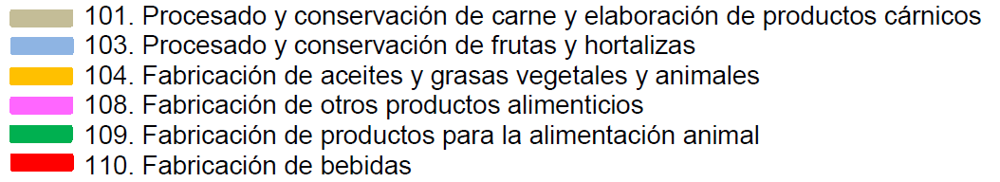 101. Procesado y conservación de carne y elaboración de productos cárnicos
103. Procesado y conservación de frutas y hortalizas
104. Fabricación de aceites y grasas vegetales y animales
108. Fabricación de otros productos alimenticios
109. Fabricación de productos para la alimentación animal
110. Fabricación de bebidas